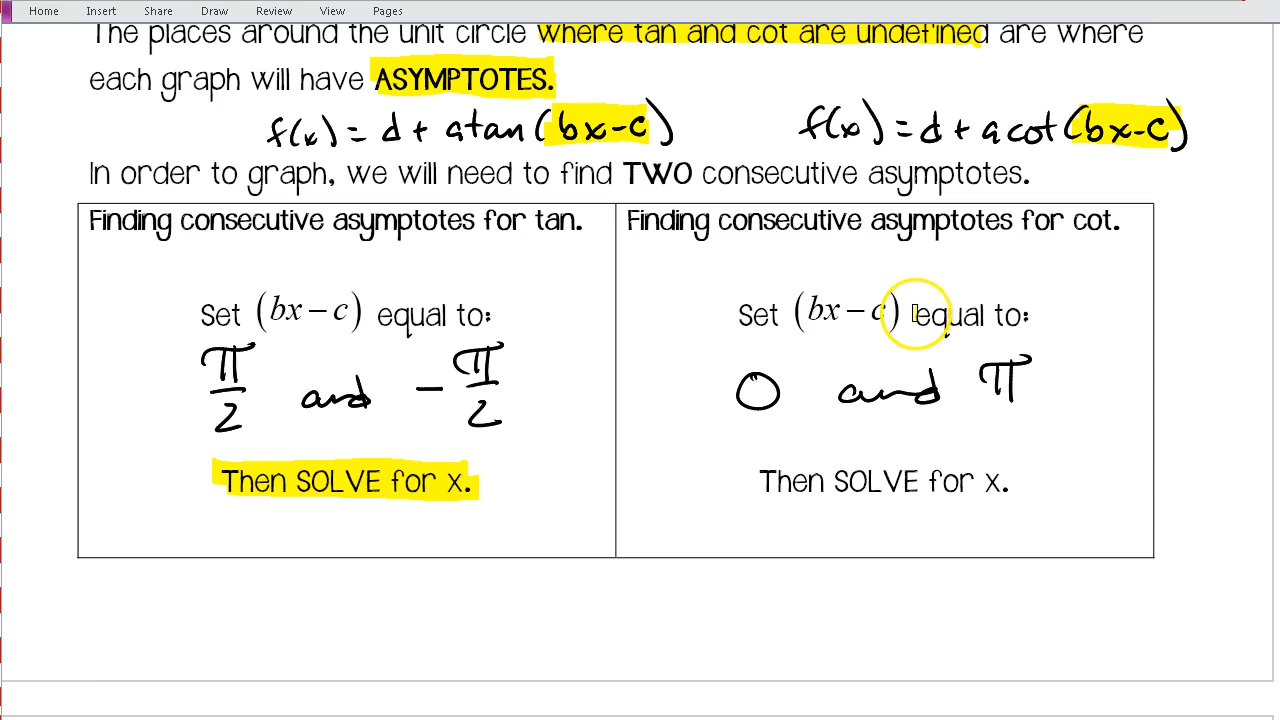 Home Insert Share Draw Review View Pages
The places around the unit circle where tan and cot are undefined are where
each graph will have ASYMPTOTES.
f(x) = d + a tan (bx - c) f(x) = d + a cot (bx - c)
In order to graph, we will need to find TWO consecutive asymptotes.
Finding consecutive asymptotes for tan.
Set (bx − c) equal to:
π/2 and - π/2
Then SOLVE for x.
Finding consecutive asymptotes for cot.
Set (bx − c) equal to:
0 and π
Then SOLVE for x.